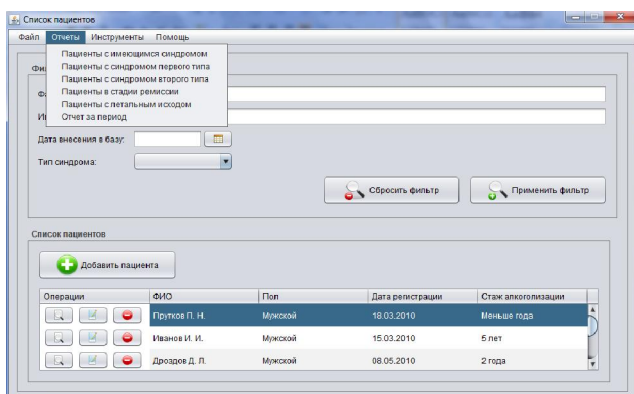 Список пациентов
Файл Отчеты Инструменты Помощь
Пациенты с имеющимся синдромом
Пациенты с синдромом первого типа
Пациенты с синдромом второго типа
Пациенты в стадии ремиссии
Пациенты с летальным исходом
Отчет за период
Дата внесения в базу:
Тип синдрома:
Сбросить фильтр Применить фильтр
Список пациентов
Добавить пациента
Операции ФИО Пол Дата регистрации Стаж алкоголизации
Прутков П. Н. Мужской 18.03.2010 Меньше года
Иванов И. И. Мужской 15.03.2010 5 лет
Дроздов Д. Л. Мужской 08.05.2010 2 года